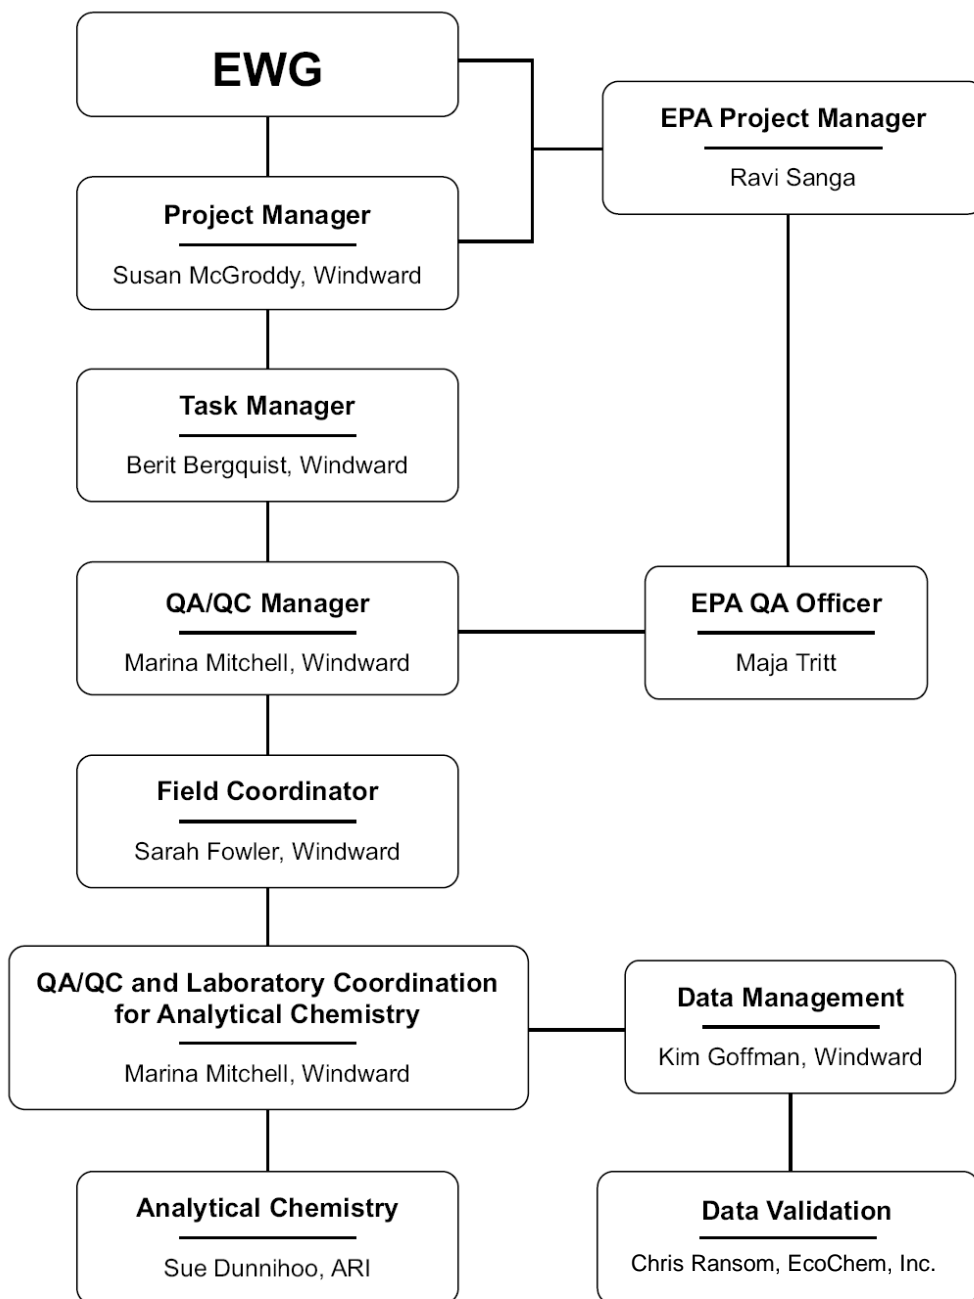 EWG
EPA Project Manager
Ravi Sanga
Project Manager
Susan McGroddy, Windward
Task Manager
Berit Bergquist, Windward
QA/QC Manager
Marina Mitchell, Windward
EPA QA Officer
Maja Tritt
Field Coordinator
Sarah Fowler, Windward
QA/QC and Laboratory Coordination
for Analytical Chemistry
Marina Mitchell, Windward
Data Management
Kim Goffman, Windward
Analytical Chemistry
Sue Dunnihoo, ARI
Data Validation
Chris Ransom, EcoChem, Inc.